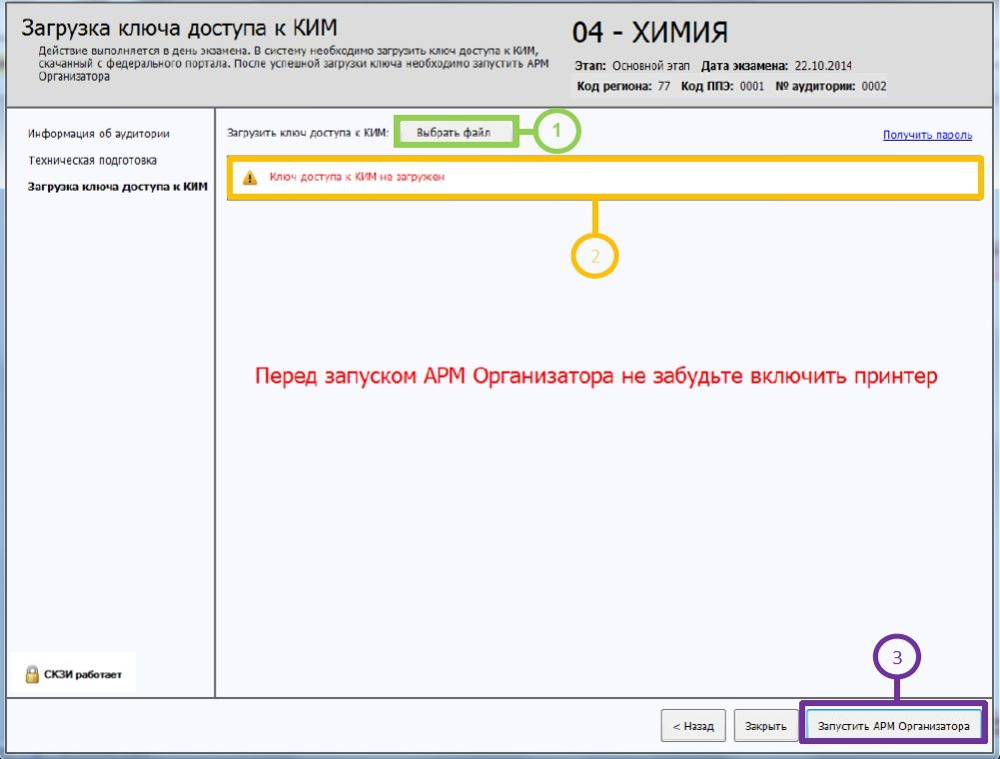 Загрузка ключа доступа к КИМ
Действие выполняется в день экзамена. В систему необходимо загрузить ключ доступа к КИМ,
скачанный с федерального портала. После успешной загрузки ключа необходимо запустить АРМ
Организатора
04 - ХИМИЯ
Этап: Основной этап Дата экзамена: 22.10.2014
Код региона: 77 Код ППЭ: 0001 № аудитории: 0002
Информация об аудитории
Техническая подготовка
Загрузка ключа доступа к КИМ
Загрузить ключ доступа к КИМ: Выбрать файл 1 Получить пароль
Ключ доступа к КИМ не загружен
2
Перед запуском АРМ Организатора не забудьте включить принтер
СКЗИ работает
3
< Назад Закрыть Запустить АРМ Организатора